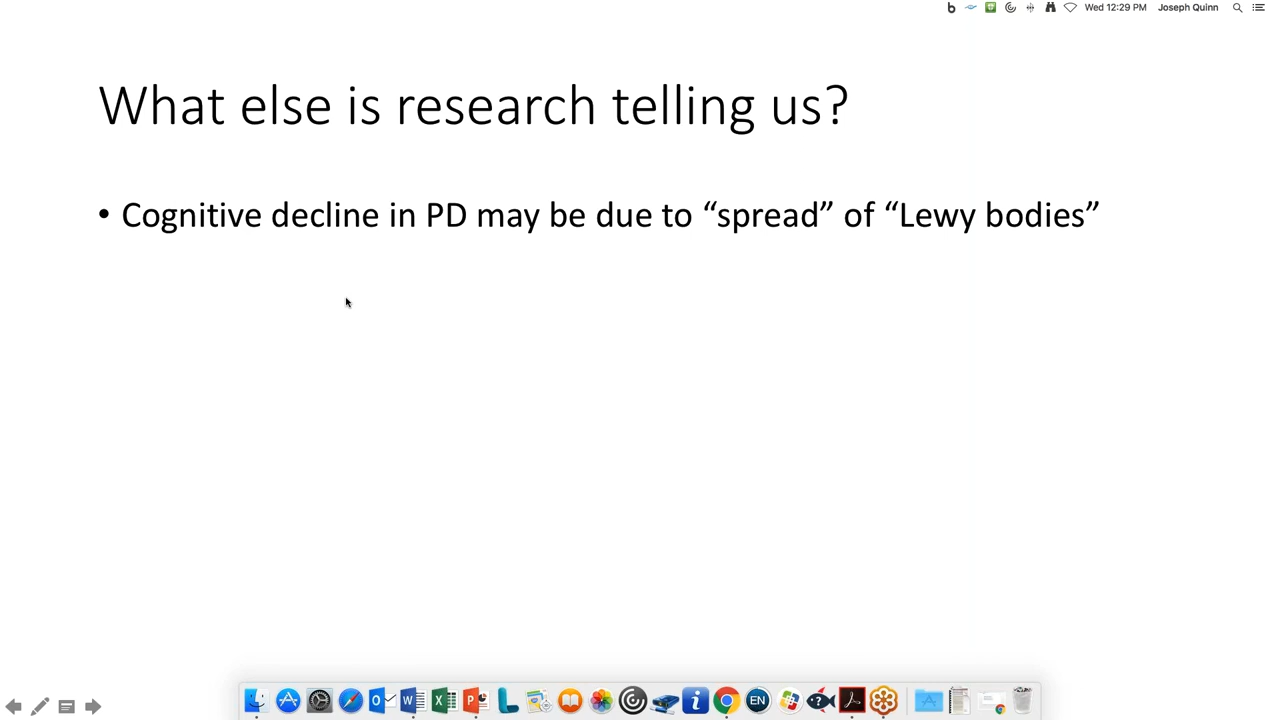 Wed 12:29 PM Joseph Quinn
What else is research telling us?
• Cognitive decline in PD may be due to “spread” of “Lewy bodies”
EN